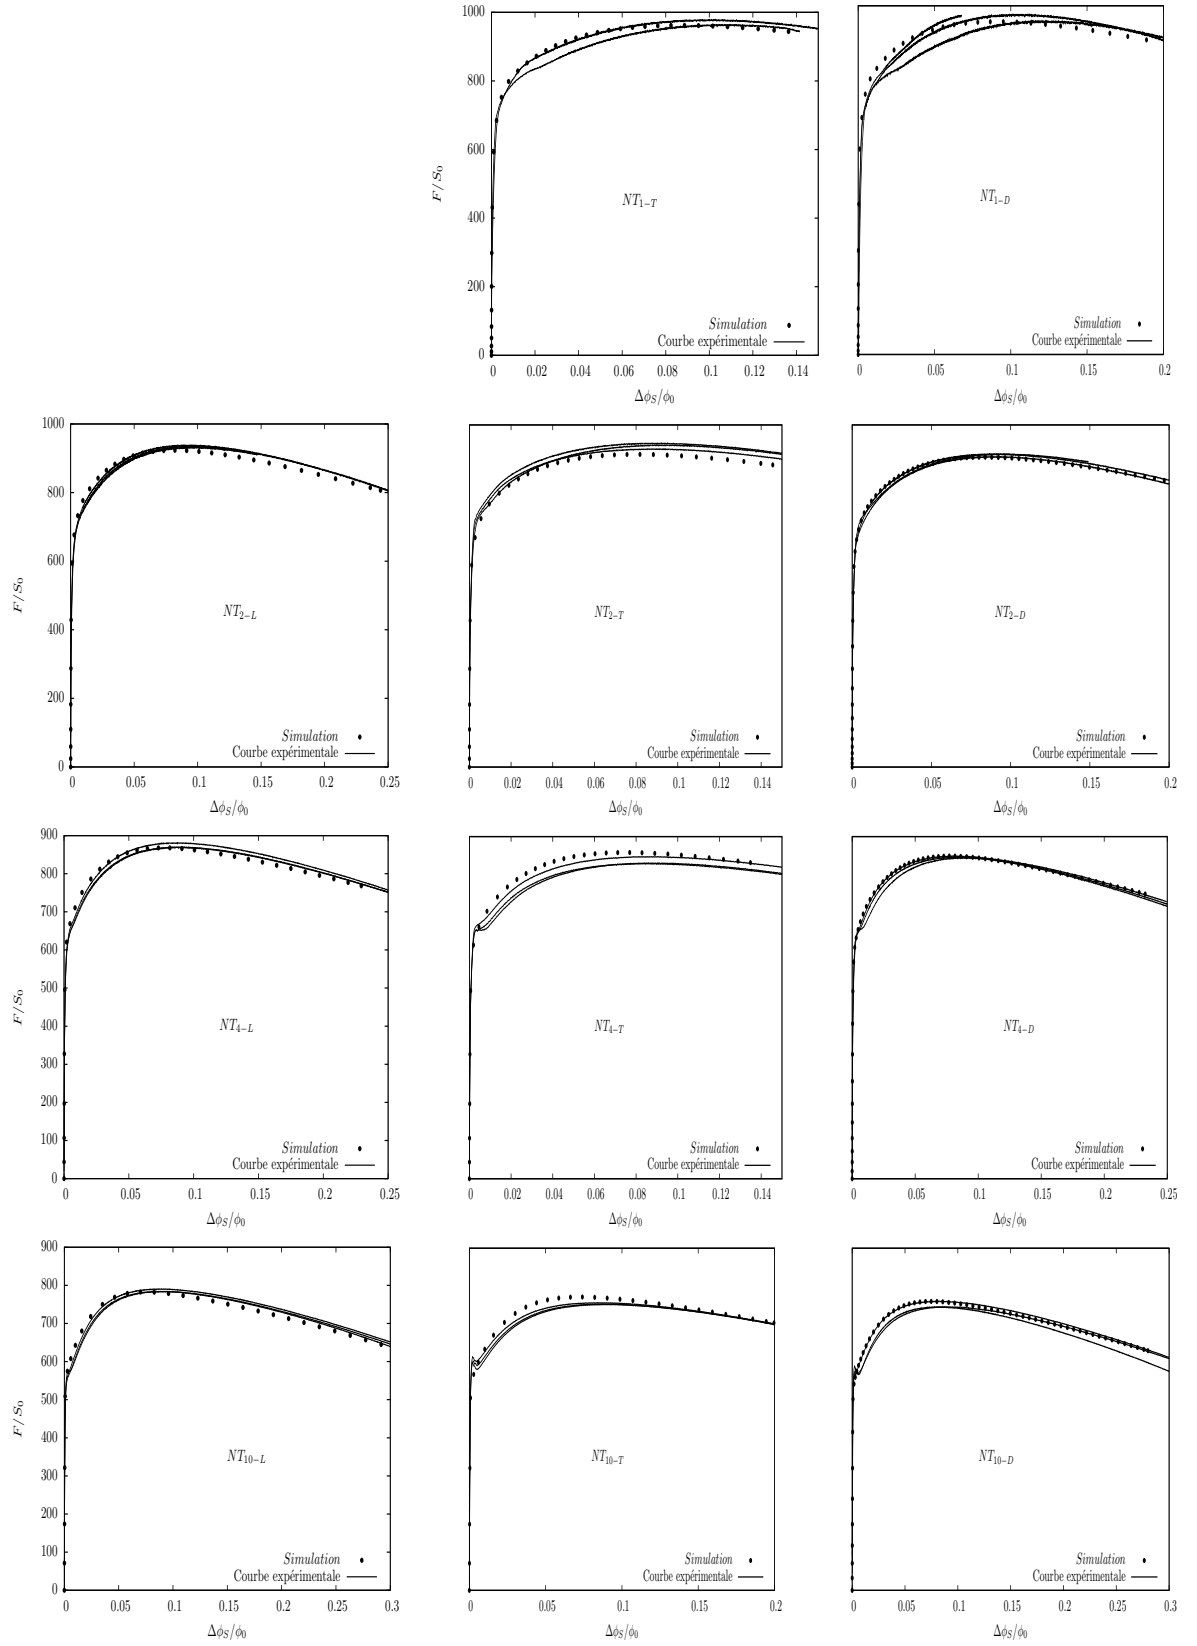 1000
800
600
400
200
0
F/S₀
NT₁₋T
Simulation
Courbe expérimentale
0 0.02 0.04 0.06 0.08 0.1 0.12 0.14
Δϕ_S/ϕ₀
NT₁₋D
Simulation
Courbe expérimentale
0 0.05 0.1 0.15 0.2
Δϕ_S/ϕ₀
1000
800
600
400
200
0
F/S₀
NT₂₋L
Simulation
Courbe expérimentale
0 0.05 0.1 0.15 0.2 0.25
Δϕ_S/ϕ₀
NT₂₋T
Simulation
Courbe expérimentale
0 0.02 0.04 0.06 0.08 0.1 0.12 0.14
Δϕ_S/ϕ₀
NT₂₋D
Simulation
Courbe expérimentale
0 0.05 0.1 0.15 0.2
Δϕ_S/ϕ₀
900
800
700
600
500
400
300
200
100
0
F/S₀
NT₄₋L
Simulation
Courbe expérimentale
0 0.05 0.1 0.15 0.2 0.25
Δϕ_S/ϕ₀
NT₄₋T
Simulation
Courbe expérimentale
0 0.02 0.04 0.06 0.08 0.1 0.12 0.14
Δϕ_S/ϕ₀
NT₄₋D
Simulation
Courbe expérimentale
0 0.05 0.1 0.15 0.2 0.25
Δϕ_S/ϕ₀
900
800
700
600
500
400
300
200
100
0
F/S₀
NT₁₀₋L
Simulation
Courbe expérimentale
0 0.05 0.1 0.15 0.2 0.25 0.3
Δϕ_S/ϕ₀
NT₁₀₋T
Simulation
Courbe expérimentale
0 0.05 0.1 0.15 0.2
Δϕ_S/ϕ₀
NT₁₀₋D
Simulation
Courbe expérimentale
0 0.05 0.1 0.15 0.2 0.25 0.3
Δϕ_S/ϕ₀